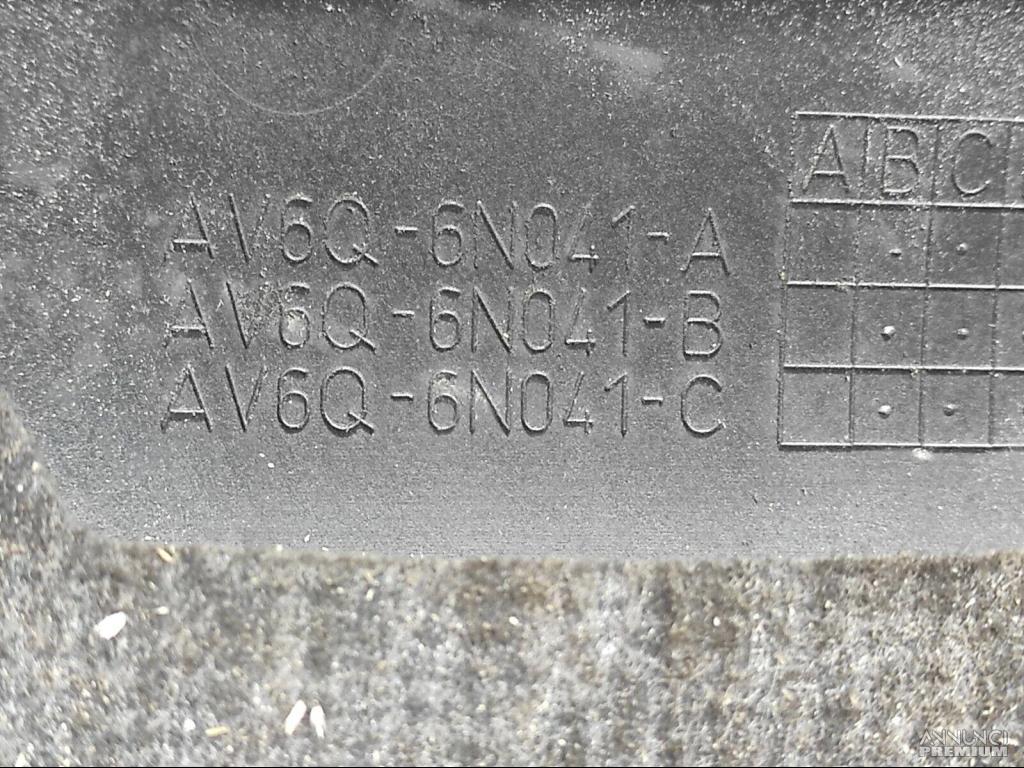 A B C
AV6Q-6N041-A
AV6Q-6N041-B
AV6Q-6N041-C
ANNUNCI
PREMIUM